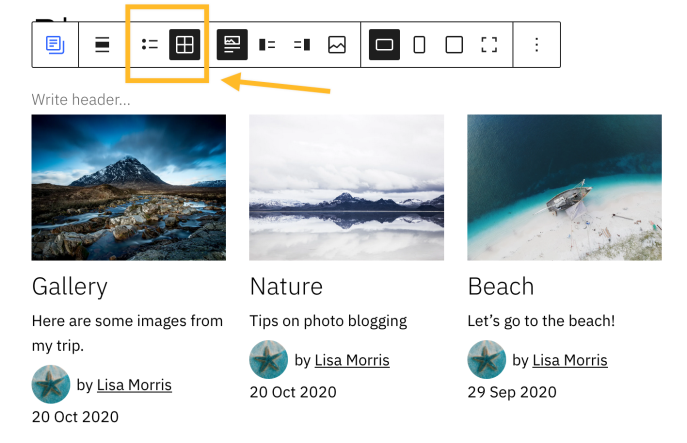 Write header...
Gallery
Here are some images from
my trip.
by Lisa Morris
20 Oct 2020
Nature
Tips on photo blogging
by Lisa Morris
20 Oct 2020
Beach
Let’s go to the beach!
by Lisa Morris
29 Sep 2020